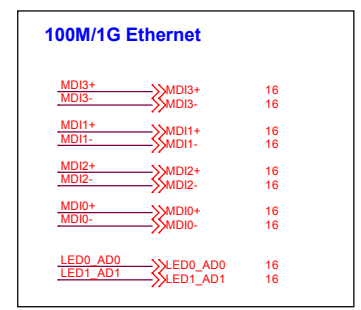 100M/1G Ethernet
MDI3+ MDI3+ 16
MDI3- MDI3- 16
MDI1+ MDI1+ 16
MDI1- MDI1- 16
MDI2+ MDI2+ 16
MDI2- MDI2- 16
MDI0+ MDI0+ 16
MDI0- MDI0- 16
LED0_AD0 LED0_AD0 16
LED1_AD1 LED1_AD1 16